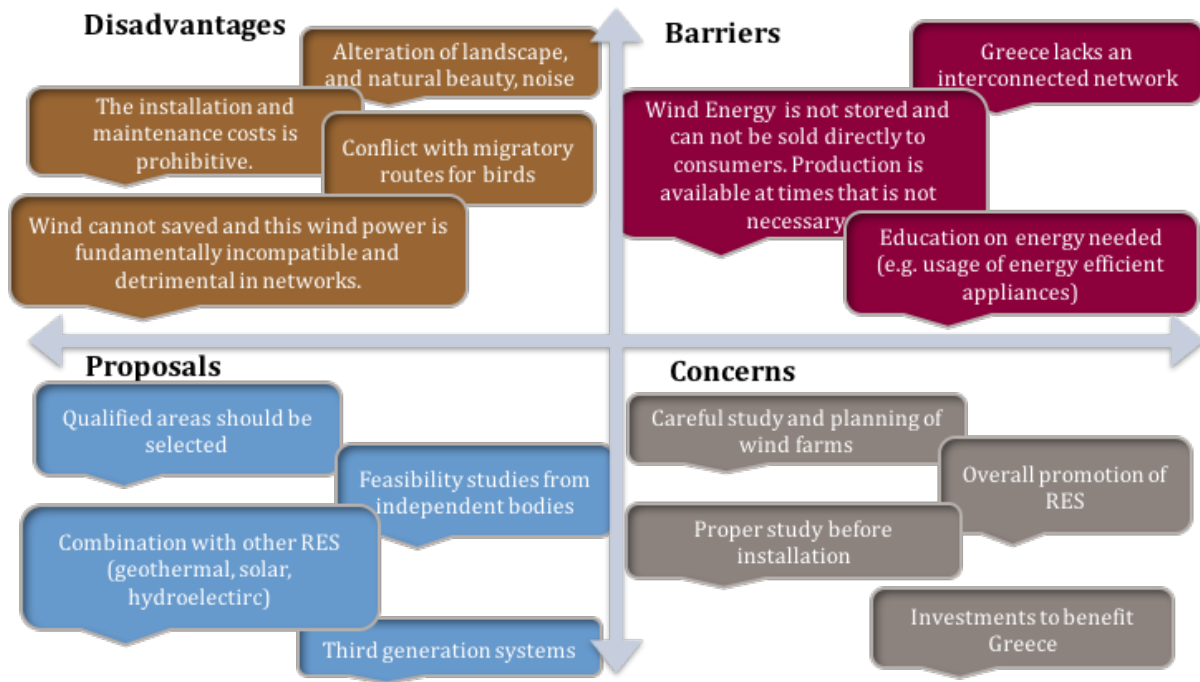 Disadvantages
Alteration of landscape,
and natural beauty, noise
The installation and
maintenance costs is
prohibitive.
Conflict with migratory
routes for birds
Wind cannot saved and this wind power is
fundamentally incompatible and
detrimental in networks.
Barriers
Greece lacks an
interconnected network
Wind Energy is not stored and
can not be sold directly to
consumers. Production is
available at times that is not
necessary
Education on energy needed
(e.g. usage of energy efficient
appliances)
Proposals
Qualified areas should be
selected
Feasibility studies from
independent bodies
Combination with other RES
(geothermal, solar,
hydroelectirc)
Third generation systems
Concerns
Careful study and planning of
wind farms
Overall promotion of
RES
Proper study before
installation
Investments to benefit
Greece